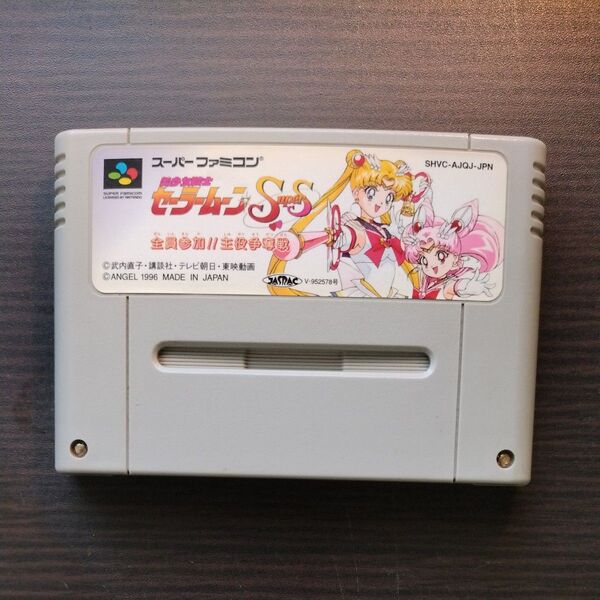 スーパーファミコン®
SHVC-AJQJ-JPN
SUPER FAMICOM
LICENSED BY NINTENDO
美少女戦士
セーラームーン SuperS
全員参加!! 主役争奪戦
©武内直子・講談社・テレビ朝日・東映動画
©ANGEL 1996 MADE IN JAPAN
JASRAC V-952578号